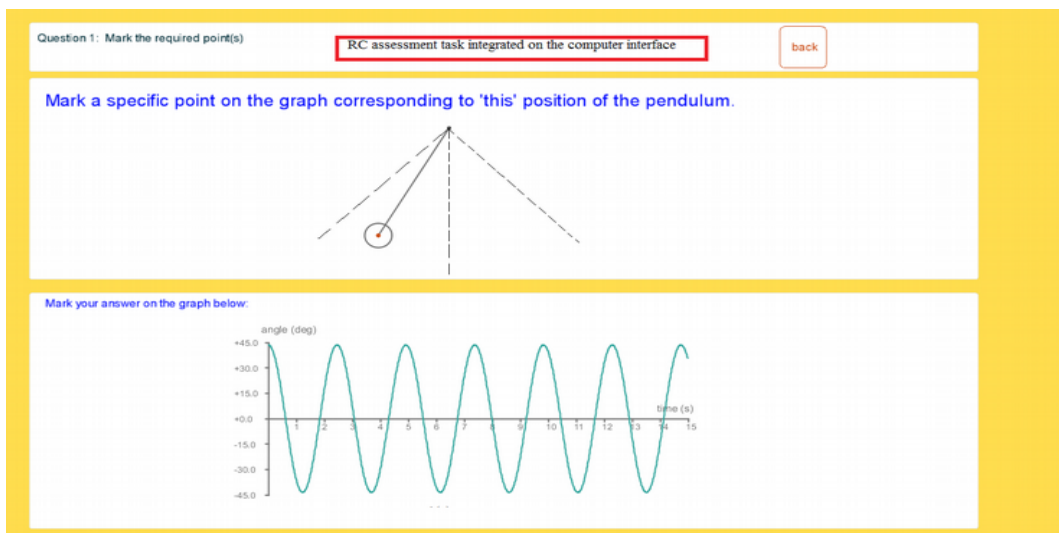 Question 1: Mark the required point(s)
RC assessment task integrated on the computer interface
back
Mark a specific point on the graph corresponding to 'this' position of the pendulum.
Mark your answer on the graph below:
angle (deg)
+45.0
+30.0
+15.0
+0.0
-15.0
-30.0
-45.0
time (s)
1 2 3 4 5 6 7 8 9 10 11 12 13 14 15